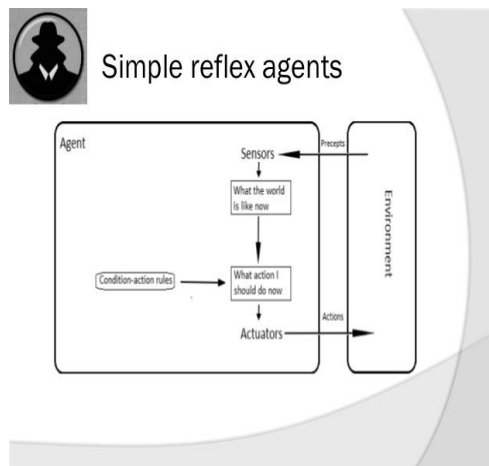 Simple reflex agents
Agent
Sensors
Precepts
What the world
is like now
Environment
Condition-action rules
What action I
should do now
Actions
Actuators